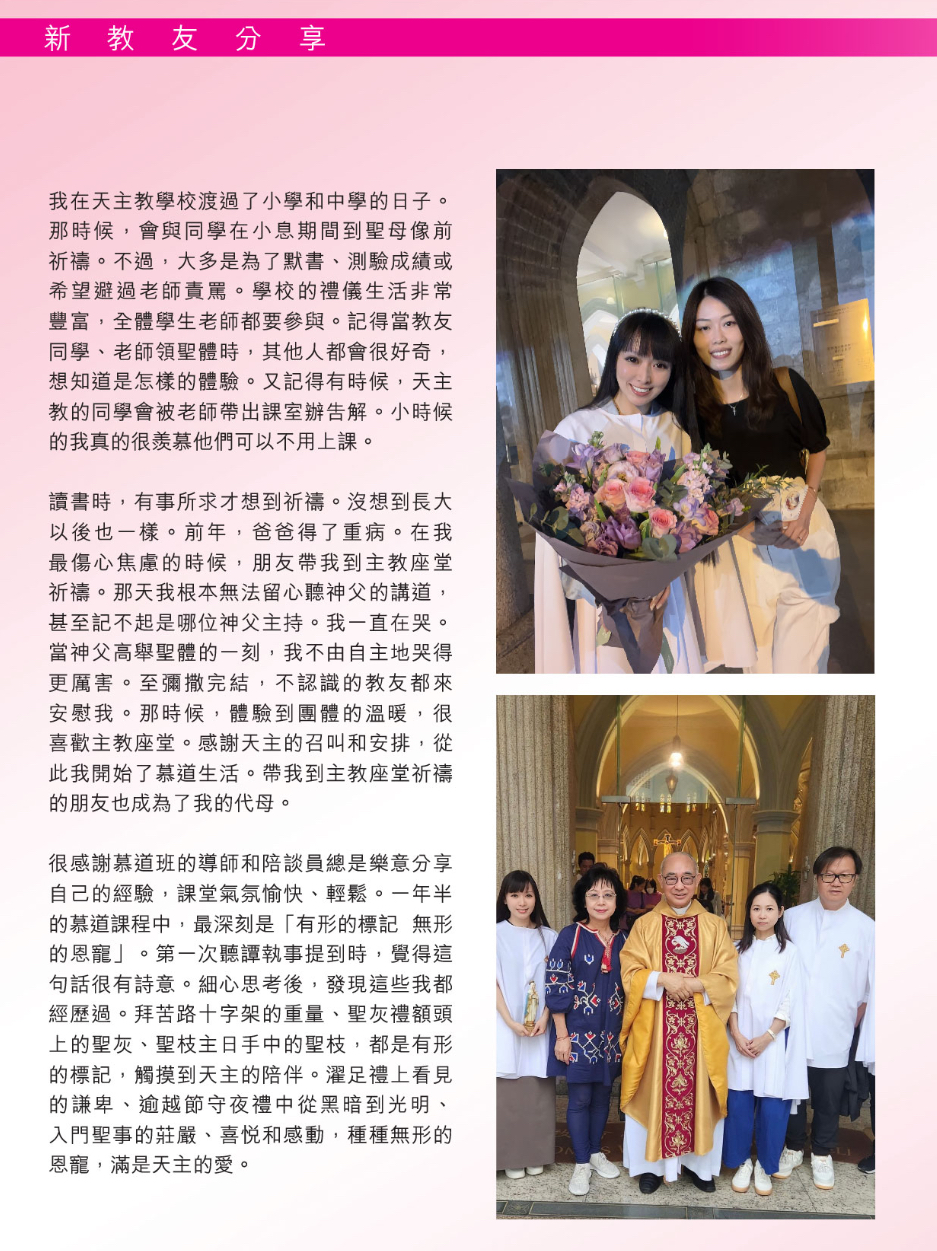 新教友分享
我在天主教學校渡過了小學和中學的日子。
那時候，會與同學在小息期間到聖母像前
祈禱。不過，大多是為了默書、測驗成績或
希望避過老師責罵。學校的禮儀生活非常
豐富，全體學生老師都要參與。記得當教友
同學、老師領聖體時，其他人都會很好奇，
想知道是怎樣的體驗。又記得有時候，天主
教的同學會被老師帶出課室辦告解。小時候
的我真的很羨慕他們可以不用上課。
讀書時，有事所求才想到祈禱。沒想到長大
以後也一樣。前年，爸爸得了重病。在我
最傷心焦慮的時候，朋友帶我到主教座堂
祈禱。那天我根本無法留心聽神父的講道，
甚至記不起是哪位神父主持。我一直在哭。
當神父高舉聖體的一刻，我不由自主地哭得
更厲害。至彌撒完結，不認識的教友都來
安慰我。那時候，體驗到團體的溫暖，很
喜歡主教座堂。感謝天主的召叫和安排，從
此我開始了慕道生活。帶我到主教座堂祈禱
的朋友也成為了我的代母。
很感謝慕道班的導師和陪談員總是樂意分享
自己的經驗，課堂氣氛愉快、輕鬆。一年半
的慕道課程中，最深刻是「有形的標記 無形
的恩寵」。第一次聽譚執事提到時，覺得這
句話很有詩意。細心思考後，發現這些我都
經歷過。拜苦路十字架的重量、聖灰禮額頭
上的聖灰、聖枝主日手中的聖枝，都是有形
的標記，觸摸到天主的陪伴。濯足禮上看見
的謙卑、逾越節守夜禮中從黑暗到光明、
入門聖事的莊嚴、喜悅和感動，種種無形的
恩寵，滿是天主的愛。